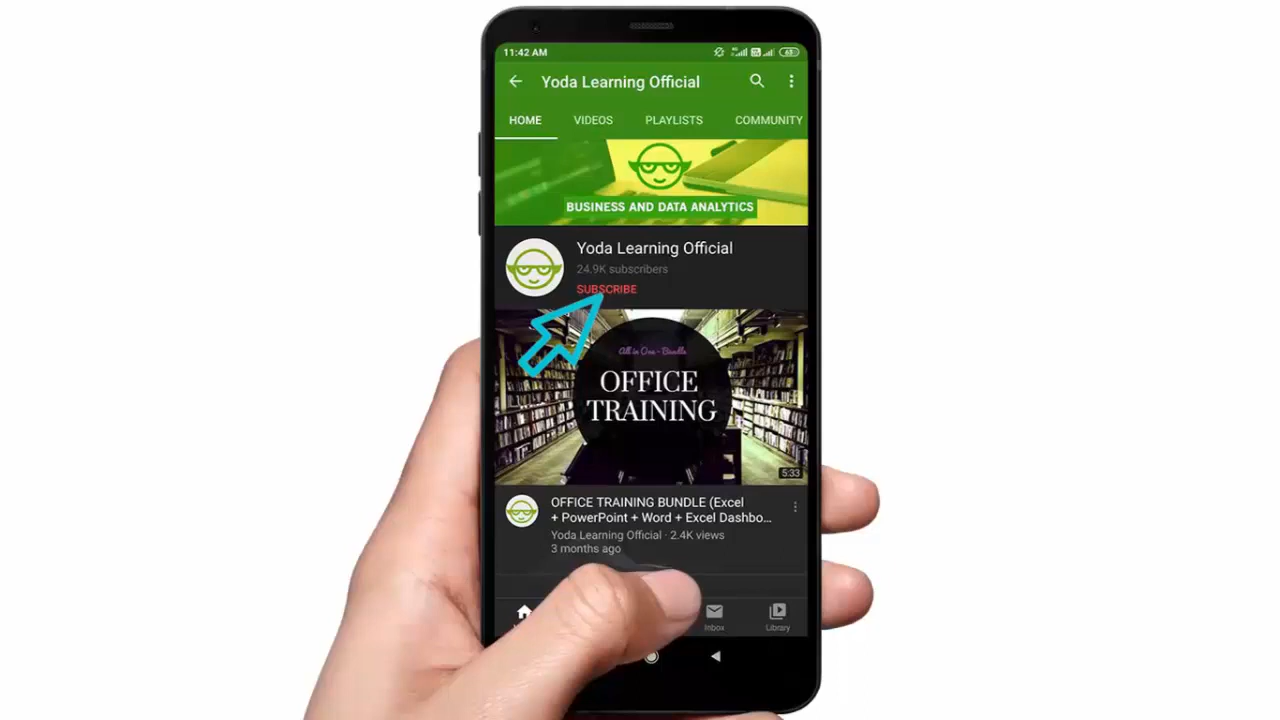 11:42 AM
68
Yoda Learning Official
HOME VIDEOS PLAYLISTS COMMUNITY
BUSINESS AND DATA ANALYTICS
Yoda Learning Official
24.9K subscribers
SUBSCRIBE
All in One - Bundle
OFFICE
TRAINING
5:33
OFFICE TRAINING BUNDLE (Excel
+ PowerPoint + Word + Excel Dashbo...
Yoda Learning Official · 2.4K views
3 months ago
Inbox Library